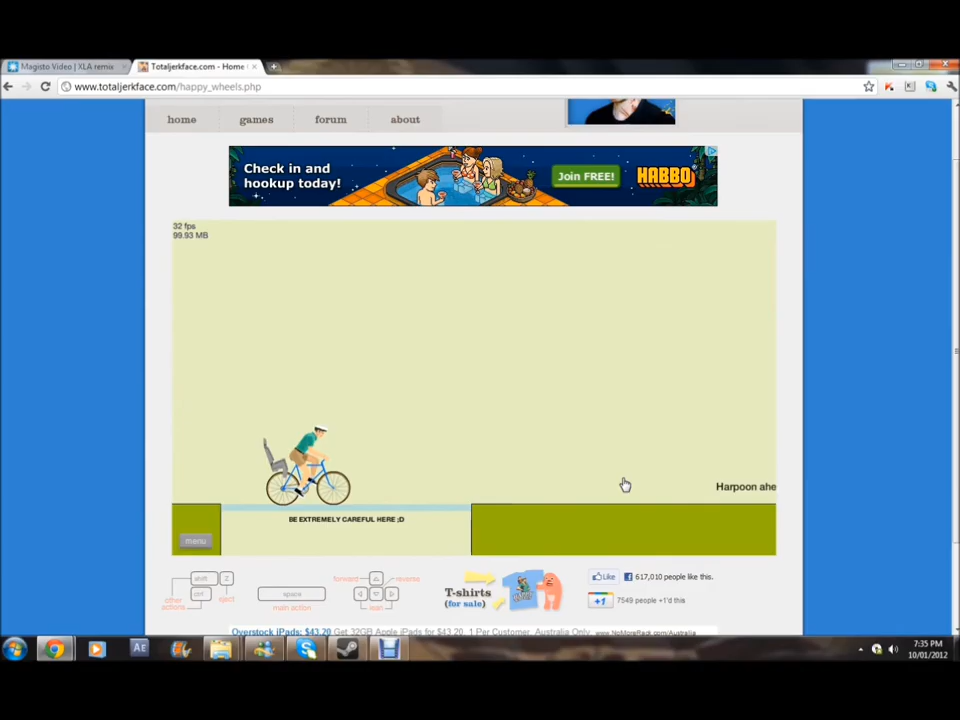 Magisto Video | XLA remix
Totaljerkface.com - Home
www.totaljerkface.com/happy_wheels.php
home games forum about
Check in and
hookup today!
Join FREE!
HABBO
32 fps
99.93 MB
Harpoon ahe
BE EXTREMELY CAREFUL HERE ;D
menu
shift Z
ctrl
eject
other
actions
space
main action
forward reverse
lean
T-shirts
(for sale)
Like 617,010 people like this.
+1 7549 people +1'd this
Overstock iPads: $43.20 Get 32GB Apple iPads for $43.20. 1 Per Customer. Australia Only. www.NoMoreRack.com/Australia
AE
7:35 PM
10/01/2012